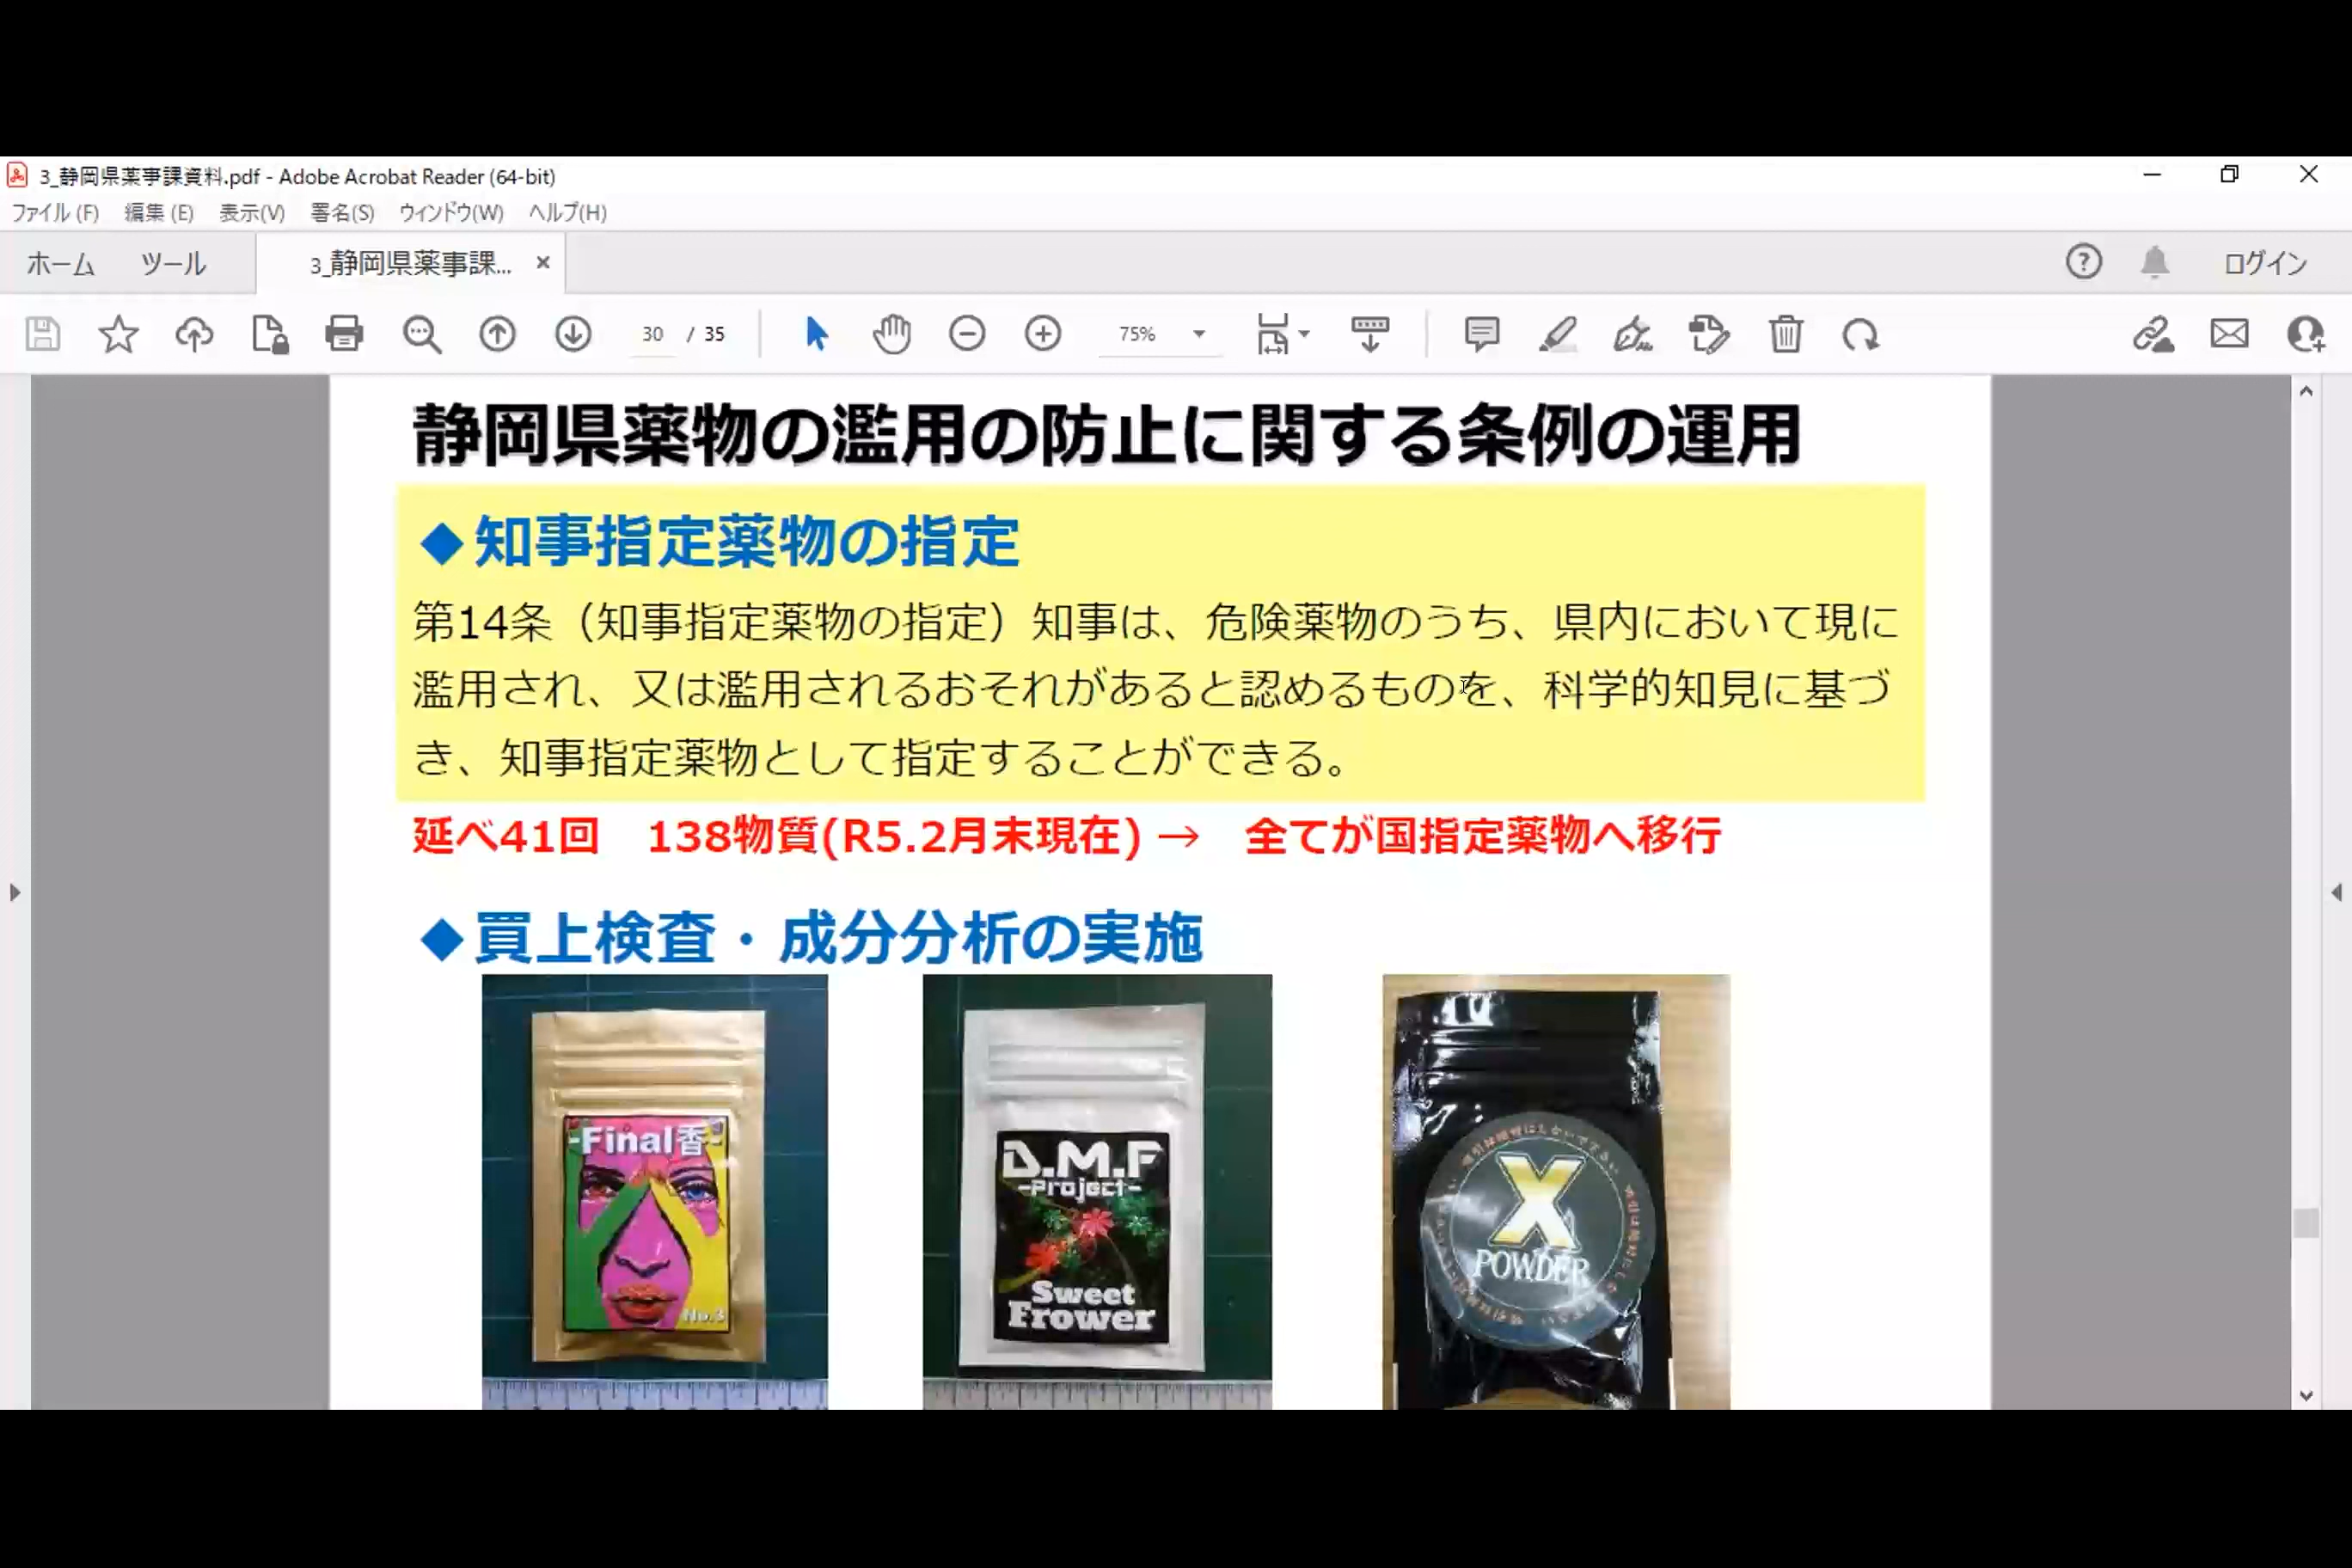 3_静岡県薬事課資料.pdf - Adobe Acrobat Reader (64-bit)
ファイル(F) 編集(E) 表示(V) 署名(S) ウィンドウ(W) ヘルプ(H)
ホーム ツール 3_静岡県薬事課... × ログイン
30 / 35 75%
静岡県薬物の濫用の防止に関する条例の運用
◆知事指定薬物の指定
第14条（知事指定薬物の指定）知事は、危険薬物のうち、県内において現に
濫用され、又は濫用されるおそれがあると認めるものを、科学的知見に基づ
き、知事指定薬物として指定することができる。
延べ41回　138物質(R5.2月末現在)→　全てが国指定薬物へ移行
◆買上検査・成分分析の実施
-Final香-
No.3
D.M.F
-Project-
Sweet
Frower
X
POWDER